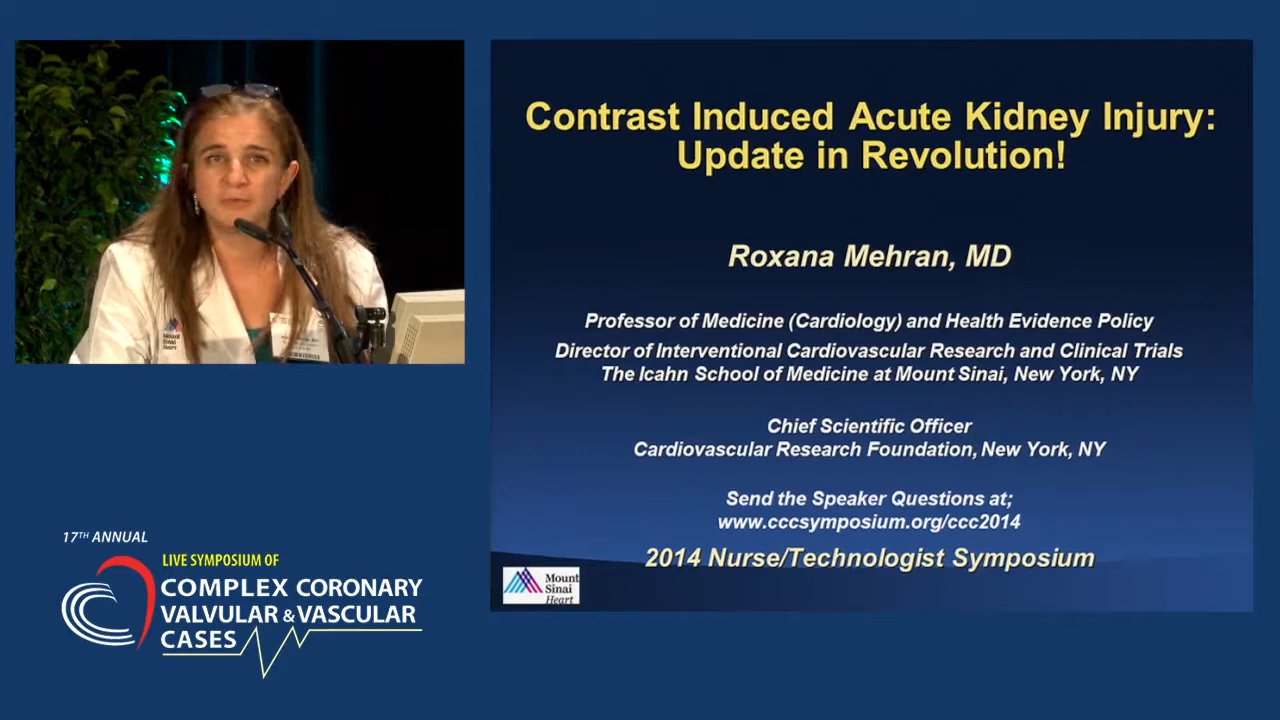 Mount
Sinai
Heart
17TH ANNUAL
LIVE SYMPOSIUM OF
COMPLEX CORONARY
VALVULAR & VASCULAR
CASES
Contrast Induced Acute Kidney Injury:
Update in Revolution!
Roxana Mehran, MD
Professor of Medicine (Cardiology) and Health Evidence Policy
Director of Interventional Cardiovascular Research and Clinical Trials
The Icahn School of Medicine at Mount Sinai, New York, NY
Chief Scientific Officer
Cardiovascular Research Foundation, New York, NY
Send the Speaker Questions at;
www.cccsymposium.org/ccc2014
2014 Nurse/Technologist Symposium
Mount
Sinai
Heart